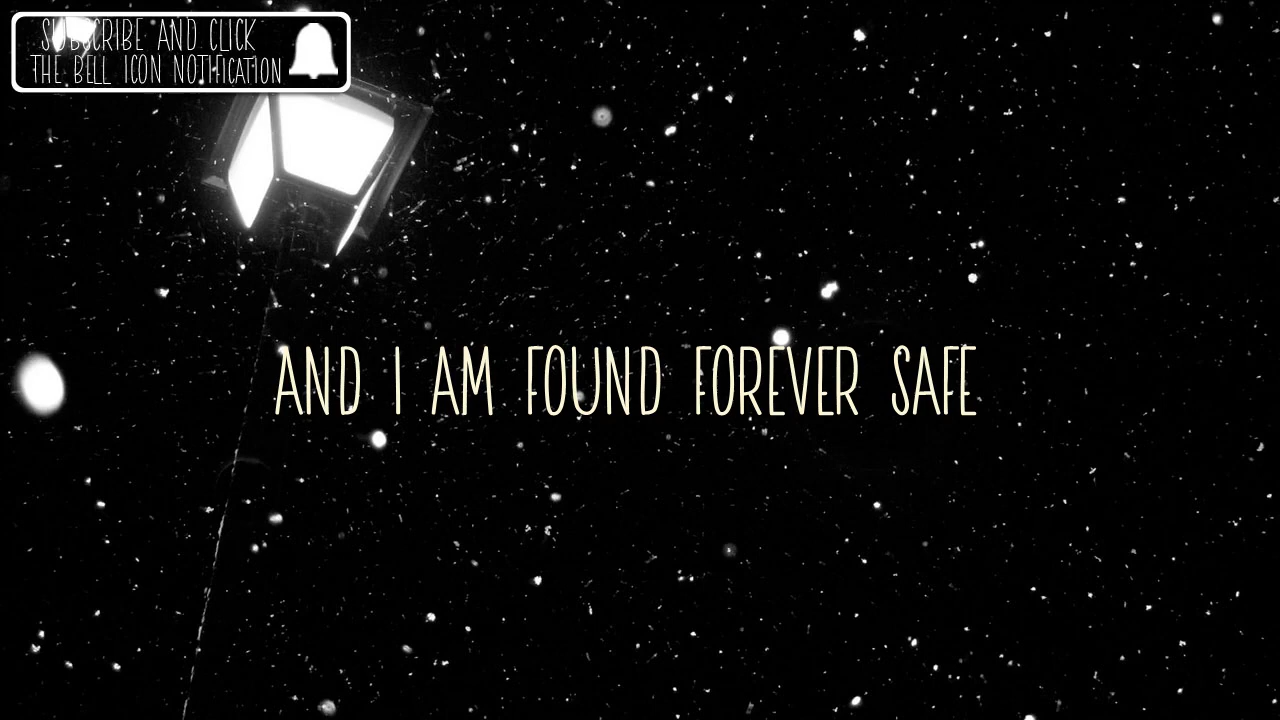 SUBSCRIBE AND CLICK
THE BELL ICON NOTIFICATION
AND I AM FOUND FOREVER SAFE